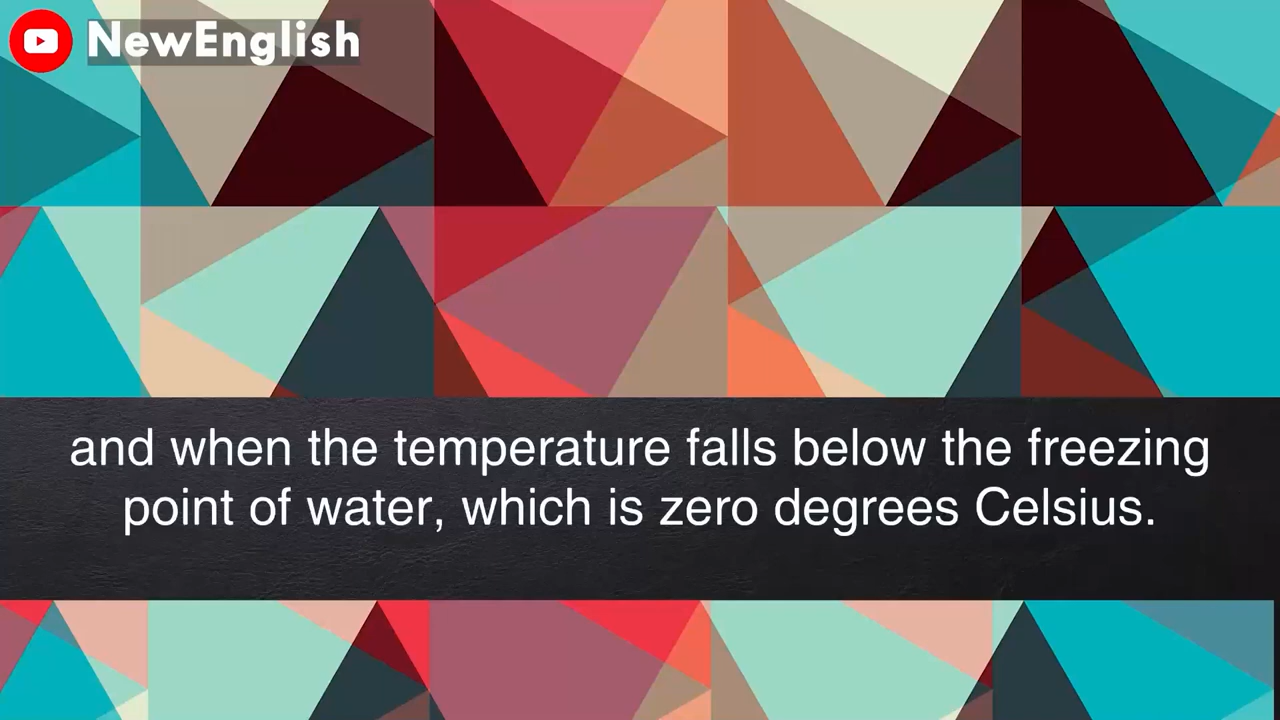 NewEnglish
and when the temperature falls below the freezing
point of water, which is zero degrees Celsius.